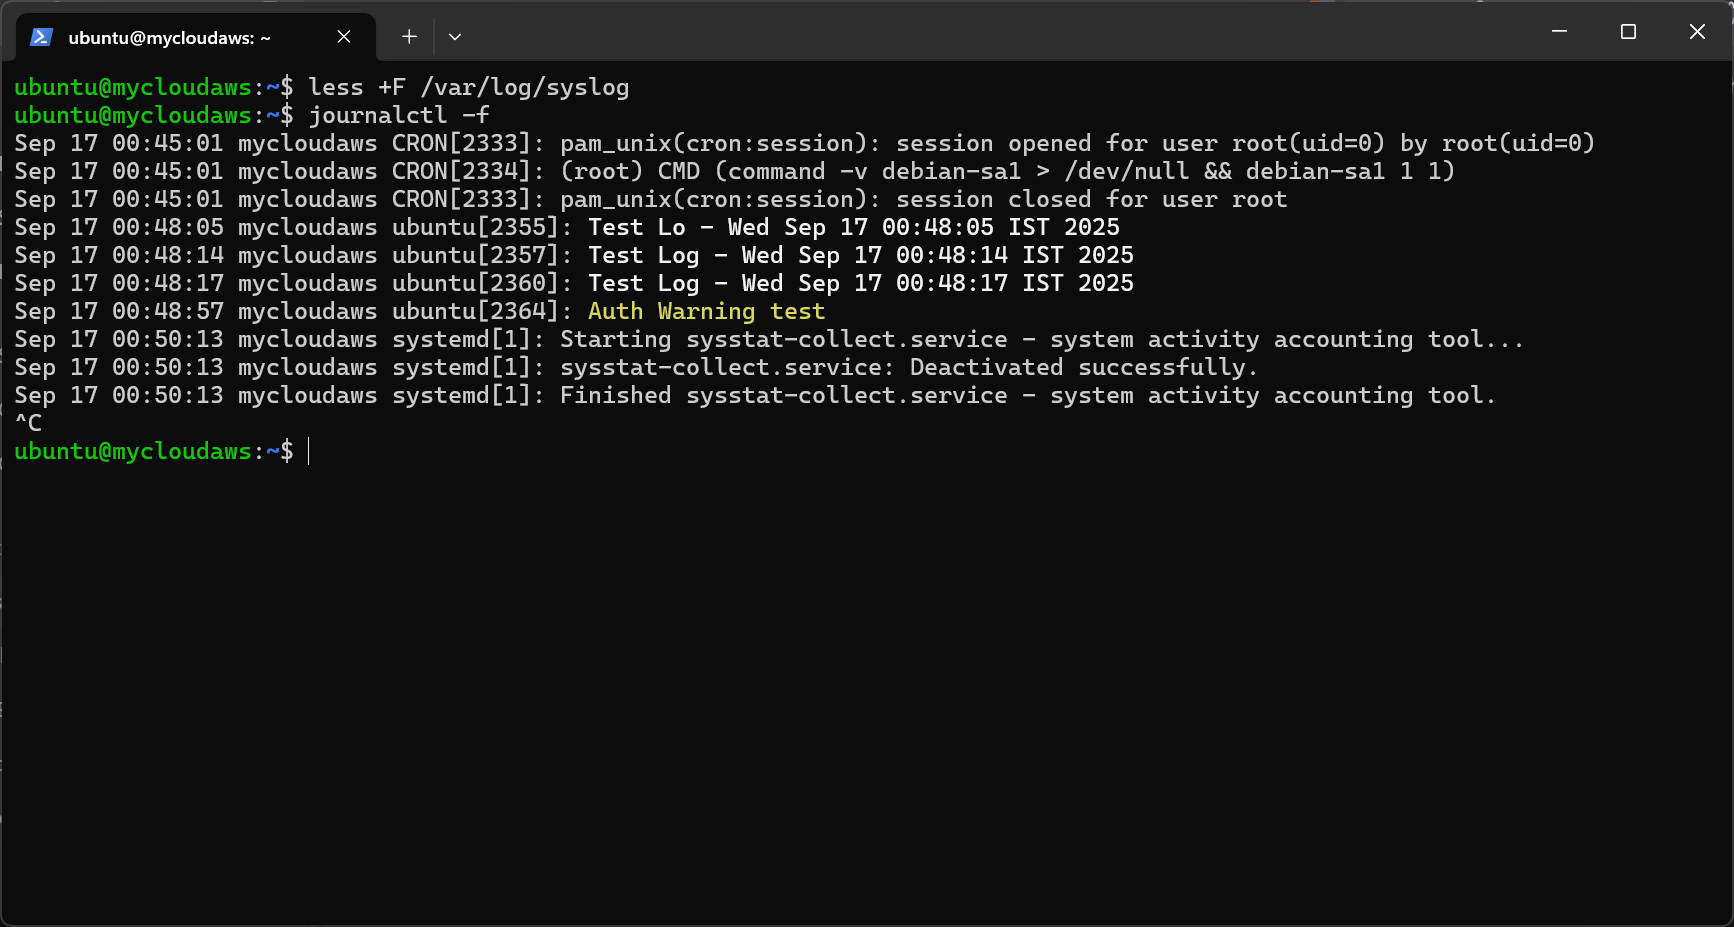 ubuntu@mycloudaws: ~
ubuntu@mycloudaws:~$ less +F /var/log/syslog
ubuntu@mycloudaws:~$ journalctl -f
Sep 17 00:45:01 mycloudaws CRON[2333]: pam_unix(cron:session): session opened for user root(uid=0) by root(uid=0)
Sep 17 00:45:01 mycloudaws CRON[2334]: (root) CMD (command -v debian-sa1 > /dev/null && debian-sa1 1 1)
Sep 17 00:45:01 mycloudaws CRON[2333]: pam_unix(cron:session): session closed for user root
Sep 17 00:48:05 mycloudaws ubuntu[2355]: Test Lo - Wed Sep 17 00:48:05 IST 2025
Sep 17 00:48:14 mycloudaws ubuntu[2357]: Test Log - Wed Sep 17 00:48:14 IST 2025
Sep 17 00:48:17 mycloudaws ubuntu[2360]: Test Log - Wed Sep 17 00:48:17 IST 2025
Sep 17 00:48:57 mycloudaws ubuntu[2364]: Auth Warning test
Sep 17 00:50:13 mycloudaws systemd[1]: Starting sysstat-collect.service - system activity accounting tool...
Sep 17 00:50:13 mycloudaws systemd[1]: sysstat-collect.service: Deactivated successfully.
Sep 17 00:50:13 mycloudaws systemd[1]: Finished sysstat-collect.service - system activity accounting tool.
^C
ubuntu@mycloudaws:~$